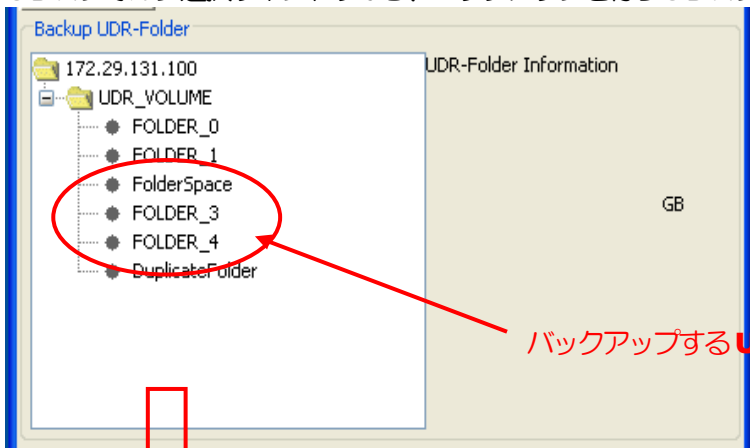 Backup UDR-Folder
172.29.131.100
UDR-Folder Information
UDR_VOLUME
FOLDER_0
FOLDER_1
FolderSpace
FOLDER_3
GB
FOLDER_4
DuplicateFolder
バックアップする